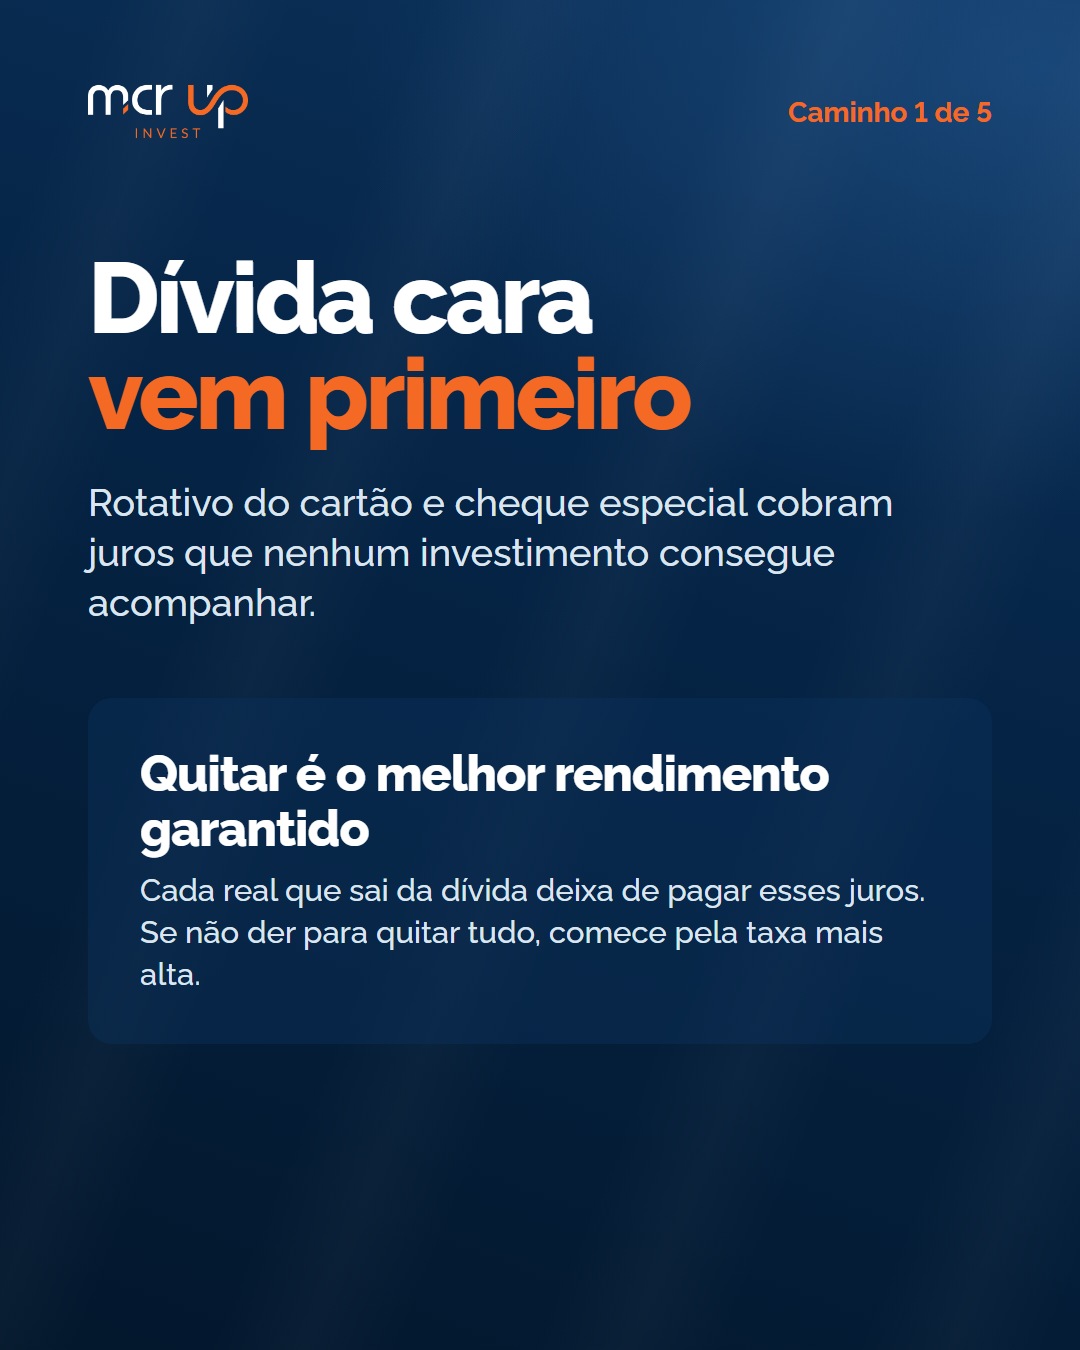 mcr up
INVEST
Caminho 1 de 5
Dívida cara
vem primeiro
Rotativo do cartão e cheque especial cobram
juros que nenhum investimento consegue
acompanhar.
Quitar é o melhor rendimento
garantido
Cada real que sai da dívida deixa de pagar esses juros.
Se não der para quitar tudo, comece pela taxa mais
alta.